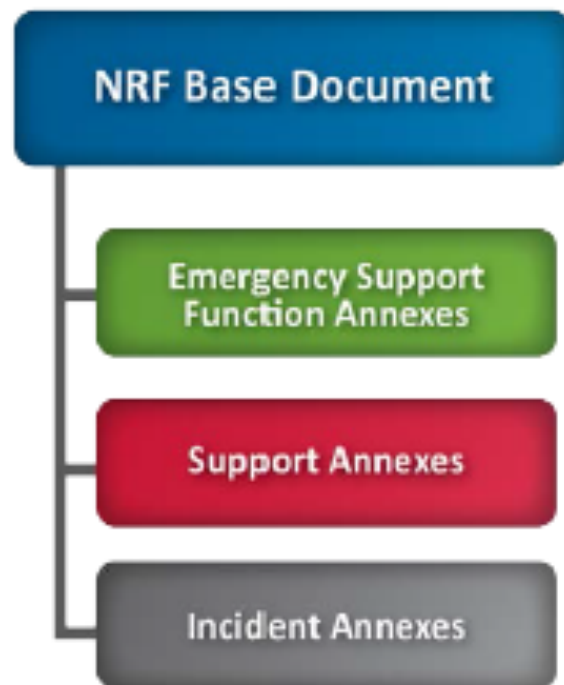 NRF Base Document
Emergency Support
Function Annexes
Support Annexes
Incident Annexes